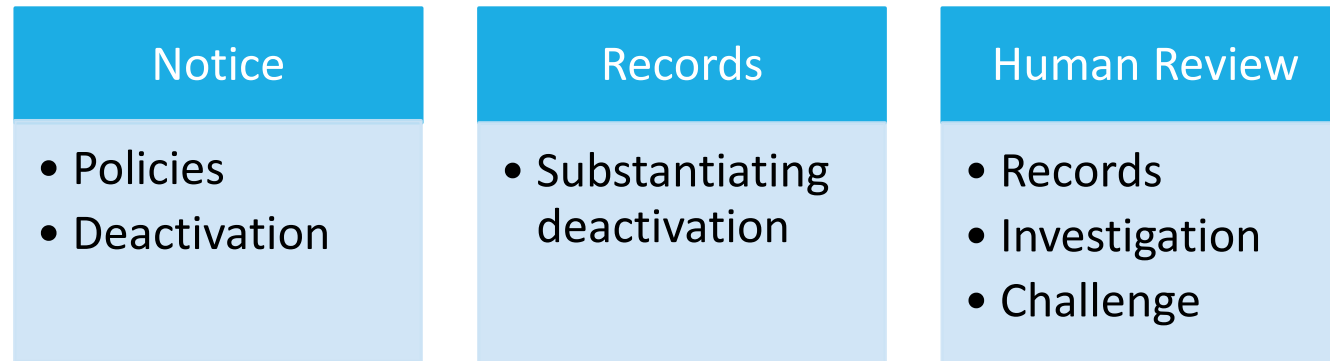 Notice
• Policies
• Deactivation
Records
• Substantiating
deactivation
Human Review
• Records
• Investigation
• Challenge